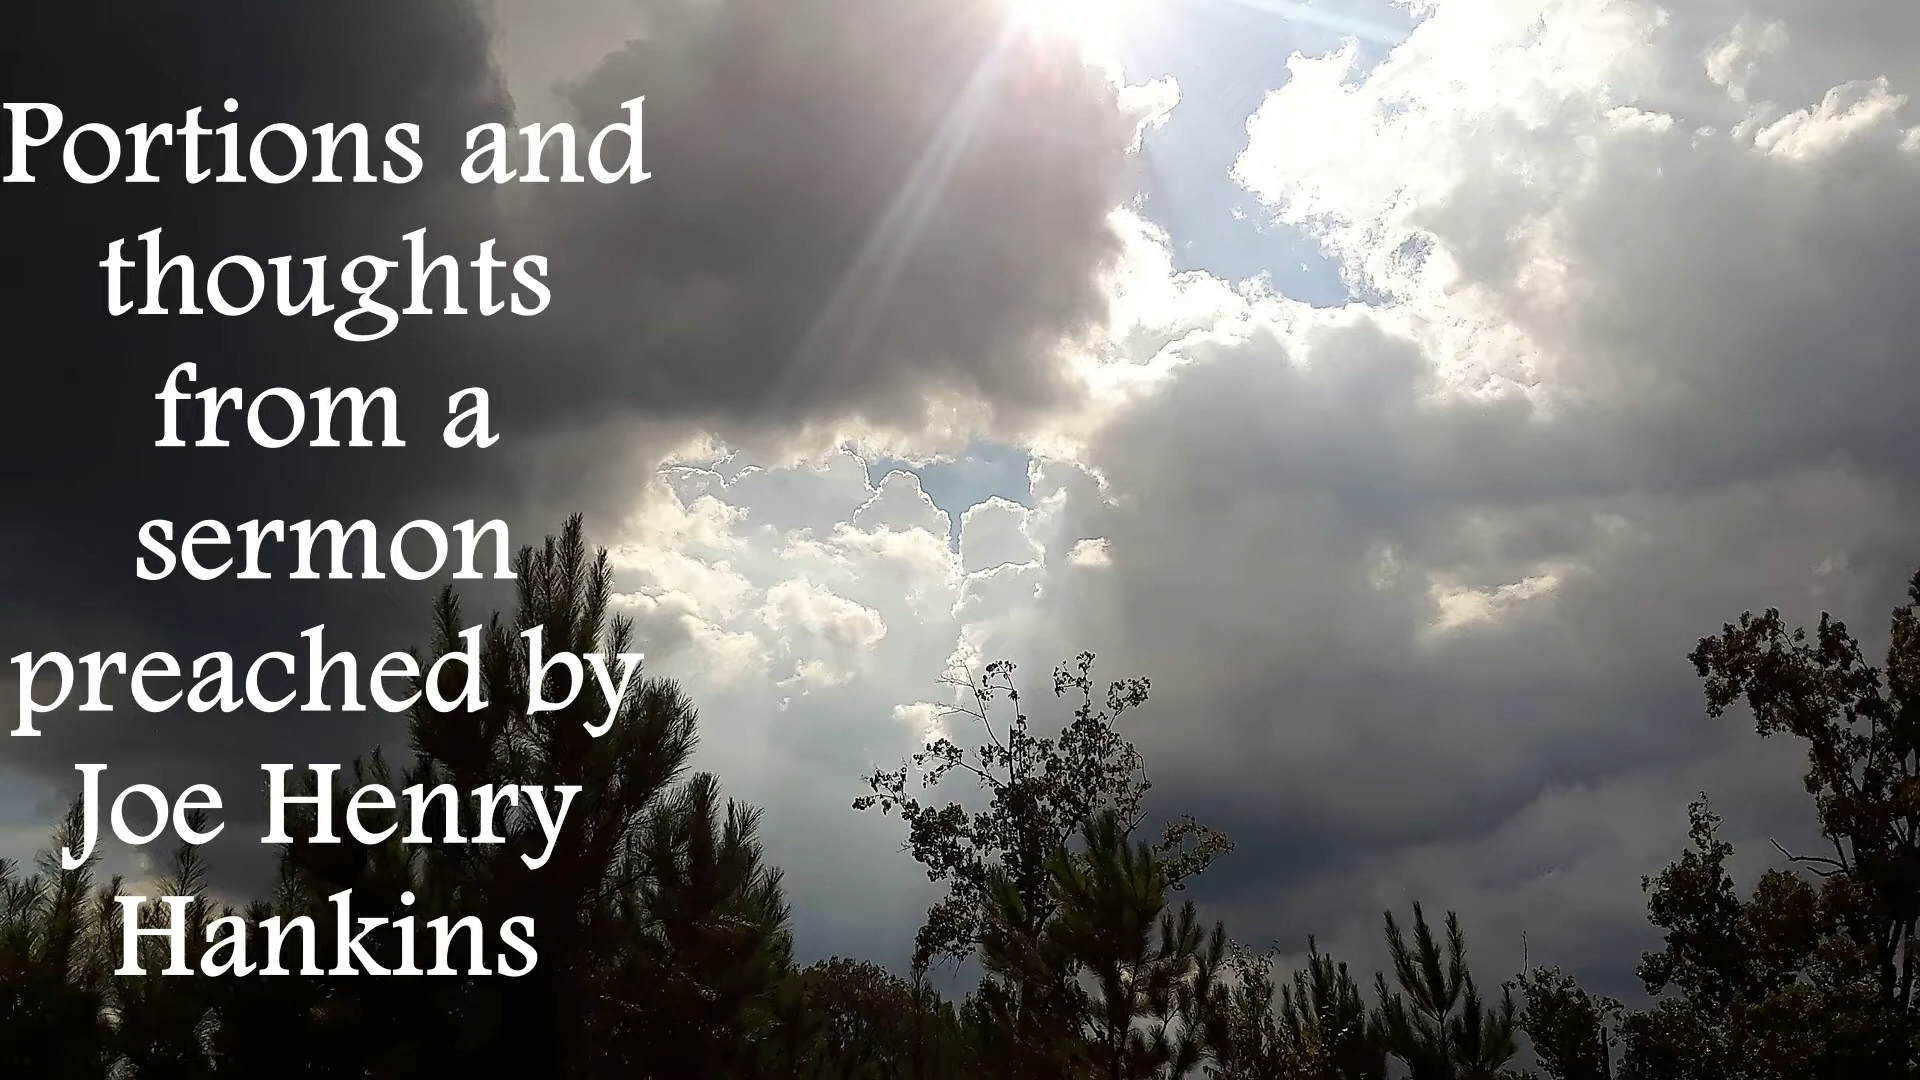 Portions and
thoughts
from a
sermon
preached by
Joe Henry
Hankins